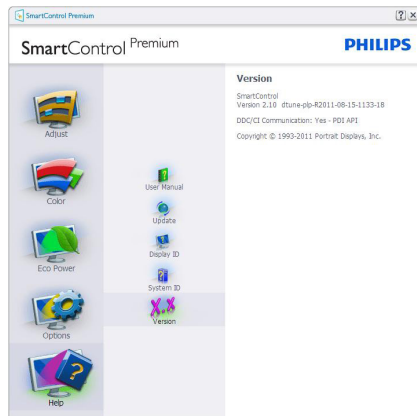 SmartControl Premium
SmartControl Premium
PHILIPS
Adjust
Color
Eco Power
Options
Help
User Manual
Update
Display ID
System ID
X.X
Version
Version
SmartControl
Version 2.10 dtune-plp-R2011-08-15-1133-18
DDC/CI Communication: Yes - PDI API
Copyright © 1993-2011 Portrait Displays, Inc.